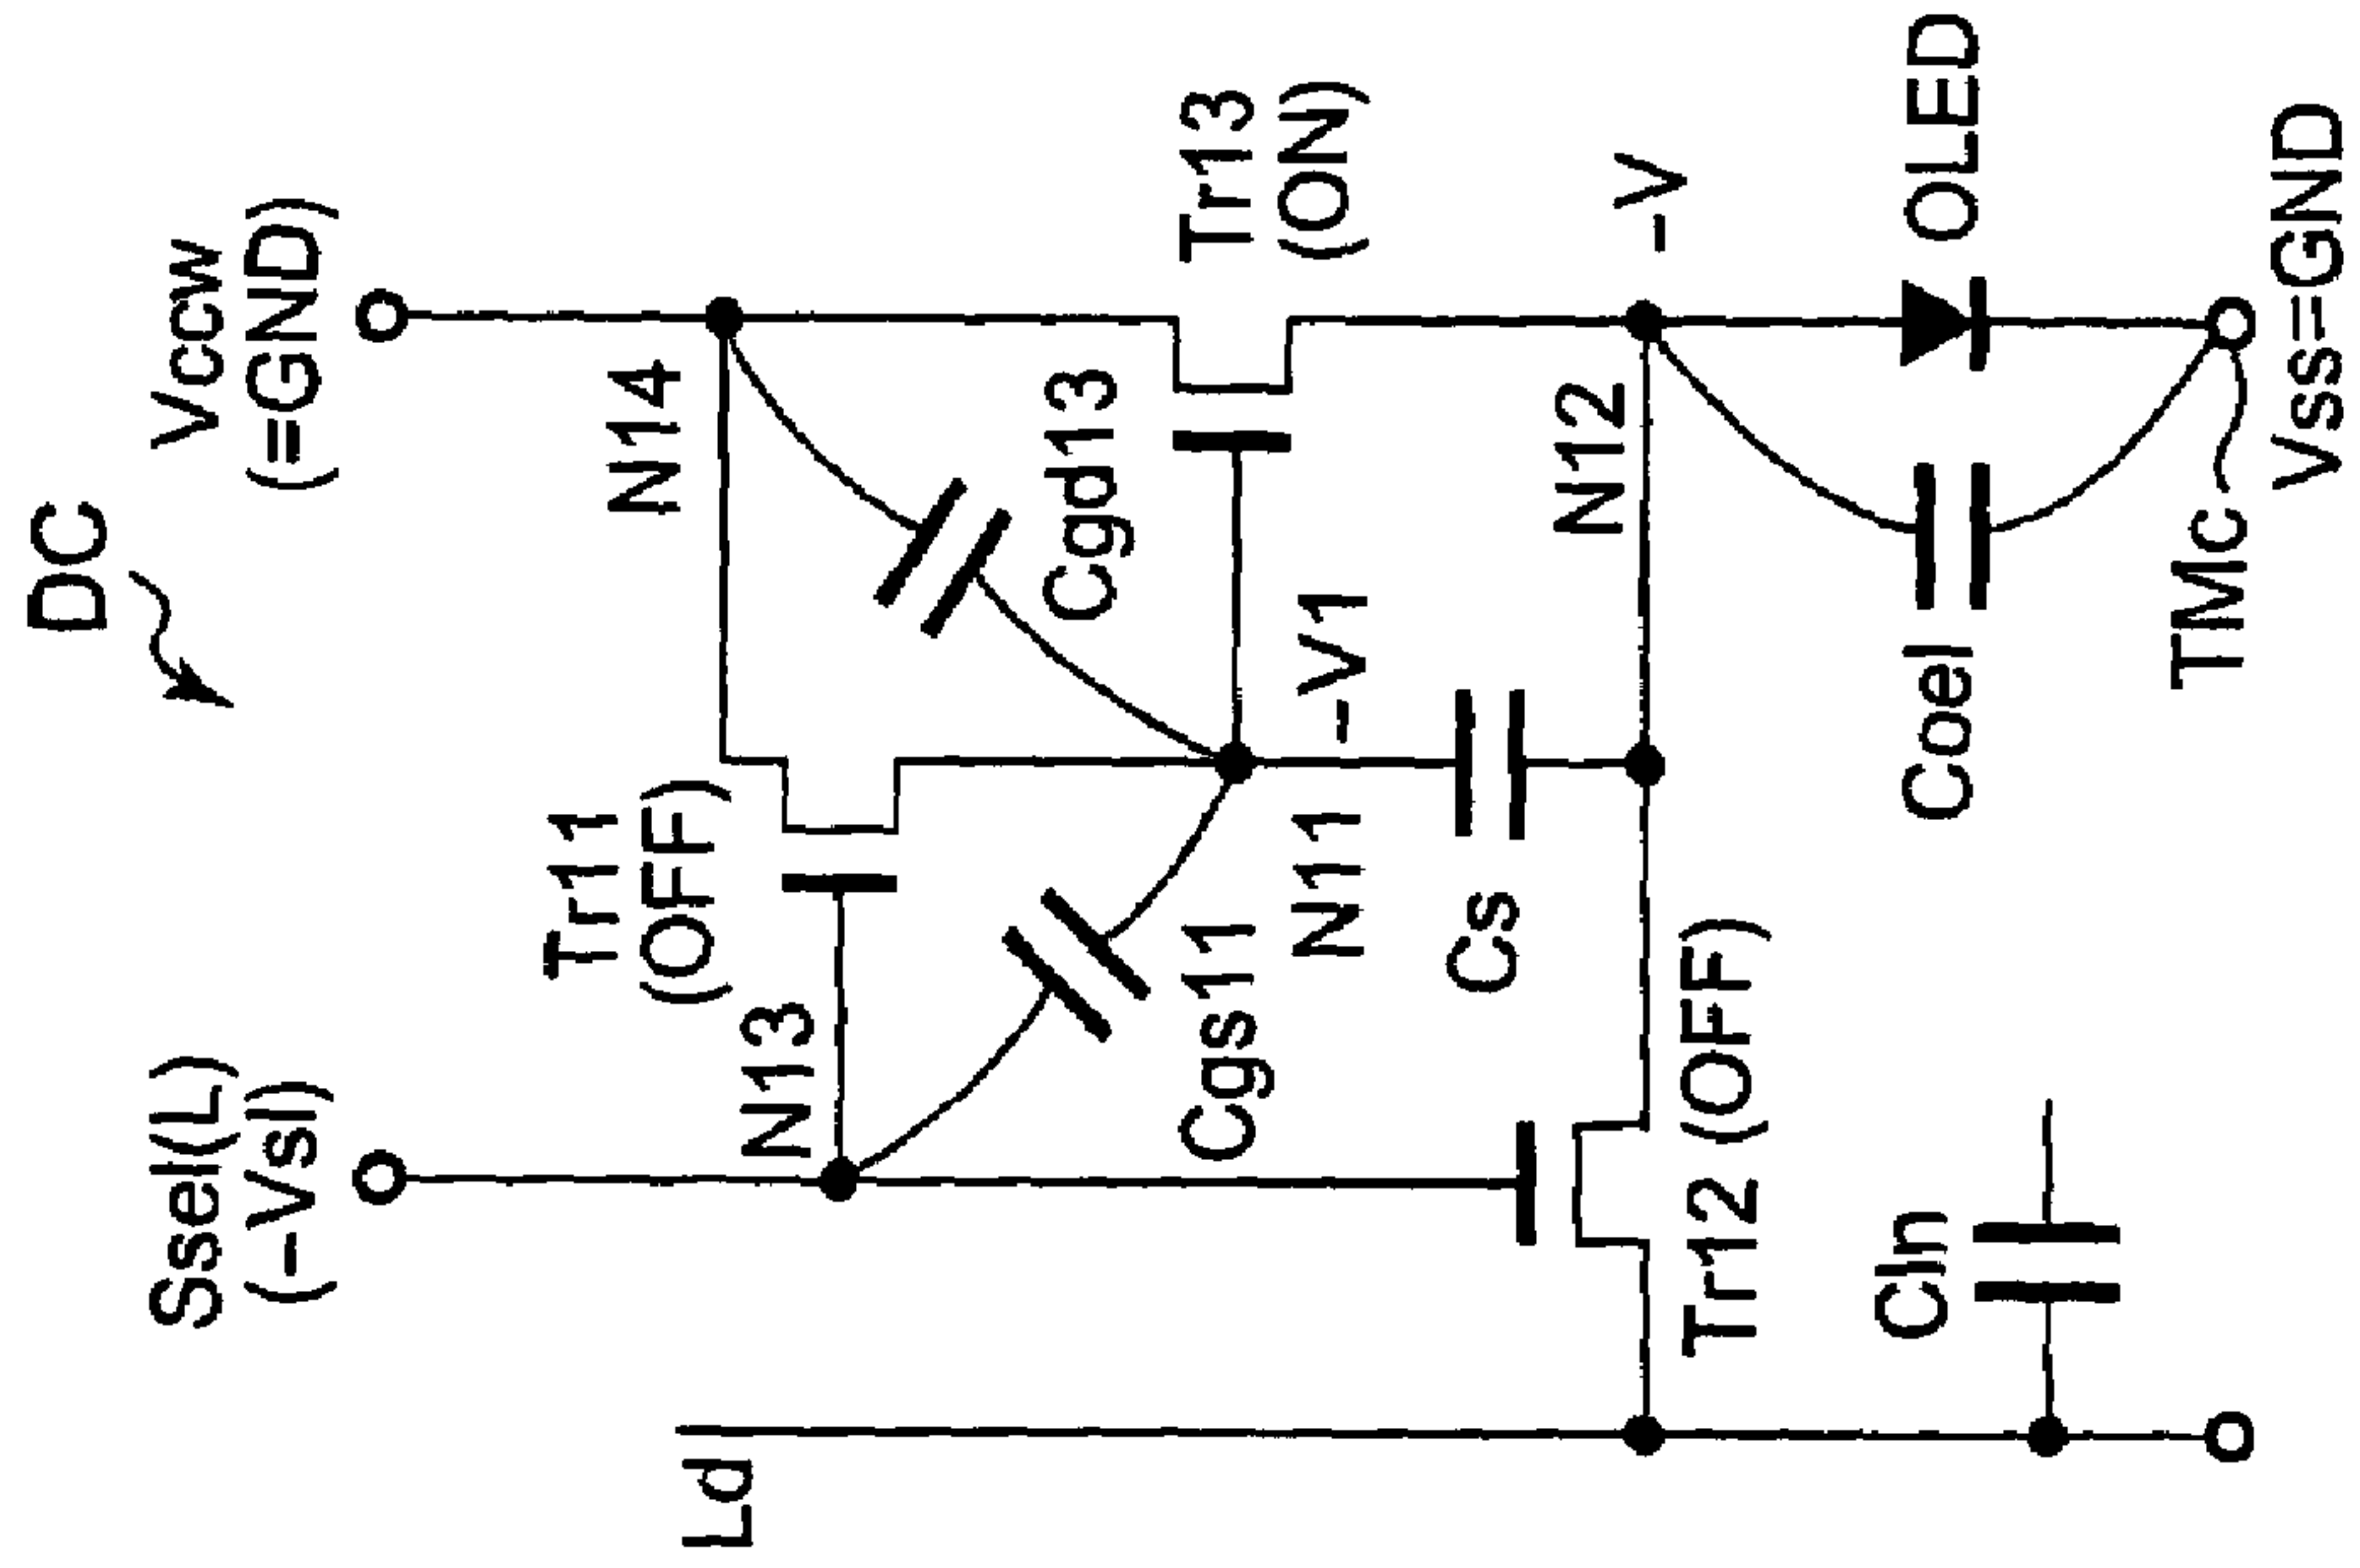 DC
Ssel(L)
(−Vsl)
Vccw
(=GND)
N14
Tr11
(OFF)
N13
Cgd13
Tr13
(ON)
Cgs11
N11
−V1
Cs
N12
−V
Tr12 (OFF)
Ld
Cln
Coel
OLED
TMc
Vss=GND